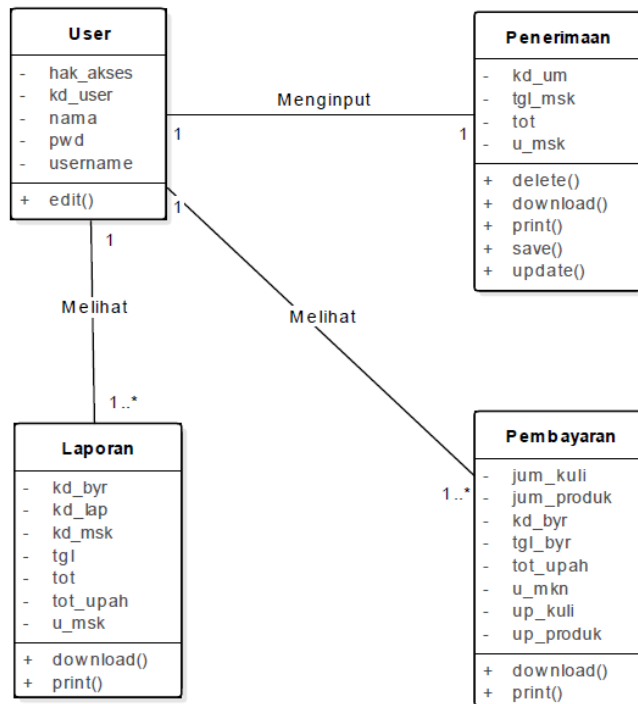 User
- hak_akses
- kd_user
- nama
- pwd
- username
+ edit()
Menginput
1
1
Penerimaan
- kd_um
- tgl_msk
- tot
- u_msk
+ delete()
+ download()
+ print()
+ save()
+ update()
1
1
Melihat
Melihat
1..*
1..*
Laporan
- kd_byr
- kd_lap
- kd_msk
- tgl
- tot
- tot_upah
- u_msk
+ download()
+ print()
Pembayaran
- jum_kuli
- jum_produk
- kd_byr
- tgl_byr
- tot_upah
- u_mkn
- up_kuli
- up_produk
+ download()
+ print()